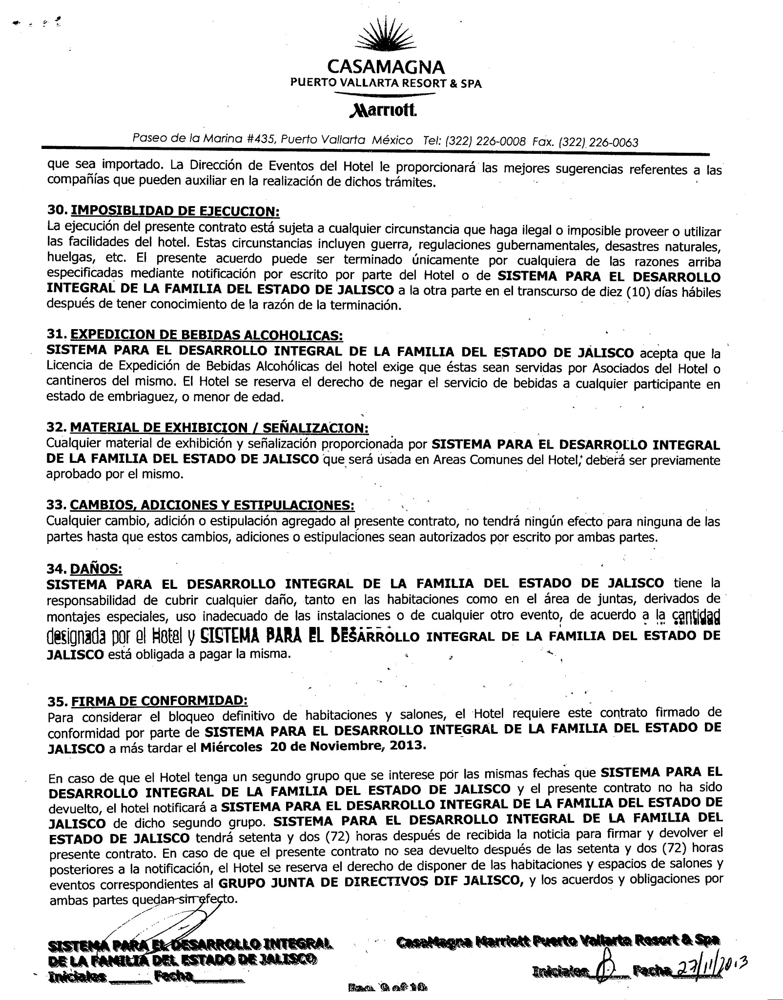 CASAMAGNA
PUERTO VALLARTA RESORT & SPA
Marriott.
Paseo de la Marina #435, Puerto Vallarta México Tel: (322) 226-0008 Fax. (322) 226-0063
que sea importado. La Dirección de Eventos del Hotel le proporcionará las mejores sugerencias referentes a las
compañías que pueden auxiliar en la realización de dichos trámites.
30. IMPOSIBLIDAD DE EJECUCION:
La ejecución del presente contrato está sujeta a cualquier circunstancia que haga ilegal o imposible proveer o utilizar
las facilidades del hotel. Estas circunstancias incluyen guerra, regulaciones gubernamentales, desastres naturales,
huelgas, etc. El presente acuerdo puede ser terminado únicamente por cualquiera de las razones arriba
especificadas mediante notificación por escrito por parte del Hotel o de SISTEMA PARA EL DESARROLLO
INTEGRAL DE LA FAMILIA DEL ESTADO DE JALISCO a la otra parte en el transcurso de diez (10) días hábiles
después de tener conocimiento de la razón de la terminación.
31. EXPEDICION DE BEBIDAS ALCOHOLICAS:
SISTEMA PARA EL DESARROLLO INTEGRAL DE LA FAMILIA DEL ESTADO DE JALISCO acepta que la
Licencia de Expedición de Bebidas Alcohólicas del hotel exige que éstas sean servidas por Asociados del Hotel o
cantineros del mismo. El Hotel se reserva el derecho de negar el servicio de bebidas a cualquier participante en
estado de embriaguez, o menor de edad.
32. MATERIAL DE EXHIBICION / SEÑALIZACION:
Cualquier material de exhibición y señalización proporcionada por SISTEMA PARA EL DESARROLLO INTEGRAL
DE LA FAMILIA DEL ESTADO DE JALISCO que será usada en Areas Comunes del Hotel, deberá ser previamente
aprobado por el mismo.
33. CAMBIOS, ADICIONES Y ESTIPULACIONES:
Cualquier cambio, adición o estipulación agregado al presente contrato, no tendrá ningún efecto para ninguna de las
partes hasta que estos cambios, adiciones o estipulaciones sean autorizados por escrito por ambas partes.
34. DAÑOS:
SISTEMA PARA EL DESARROLLO INTEGRAL DE LA FAMILIA DEL ESTADO DE JALISCO tiene la
responsabilidad de cubrir cualquier daño, tanto en las habitaciones como en el área de juntas, derivados de
montajes especiales, uso inadecuado de las instalaciones o de cualquier otro evento, de acuerdo a la cantidad
designada por el Hotel y SISTEMA PARA EL DESARROLLO INTEGRAL DE LA FAMILIA DEL ESTADO DE
JALISCO está obligada a pagar la misma.
35. FIRMA DE CONFORMIDAD:
Para considerar el bloqueo definitivo de habitaciones y salones, el Hotel requiere este contrato firmado de
conformidad por parte de SISTEMA PARA EL DESARROLLO INTEGRAL DE LA FAMILIA DEL ESTADO DE
JALISCO a más tardar el Miércoles 20 de Noviembre, 2013.
En caso de que el Hotel tenga un segundo grupo que se interese por las mismas fechas que SISTEMA PARA EL
DESARROLLO INTEGRAL DE LA FAMILIA DEL ESTADO DE JALISCO y el presente contrato no ha sido
devuelto, el hotel notificará a SISTEMA PARA EL DESARROLLO INTEGRAL DE LA FAMILIA DEL ESTADO DE
JALISCO de dicho segundo grupo. SISTEMA PARA EL DESARROLLO INTEGRAL DE LA FAMILIA DEL
ESTADO DE JALISCO tendrá setenta y dos (72) horas después de recibida la noticia para firmar y devolver el
presente contrato. En caso de que el presente contrato no sea devuelto después de las setenta y dos (72) horas
posteriores a la notificación, el Hotel se reserva el derecho de disponer de las habitaciones y espacios de salones y
eventos correspondientes al GRUPO JUNTA DE DIRECTIVOS DIF JALISCO, y los acuerdos y obligaciones por
ambas partes quedan sin efecto.
SISTEMA PARA EL DESARROLLO INTEGRAL
DE LA FAMILIA DEL ESTADO DE JALISCO
Iniciales ______ Fecha_______
CasaMagna Marriott Puerto Vallarta Resort & Spa
Iniciales ______ Fecha 27/11/2013
Pag. 9 of 10